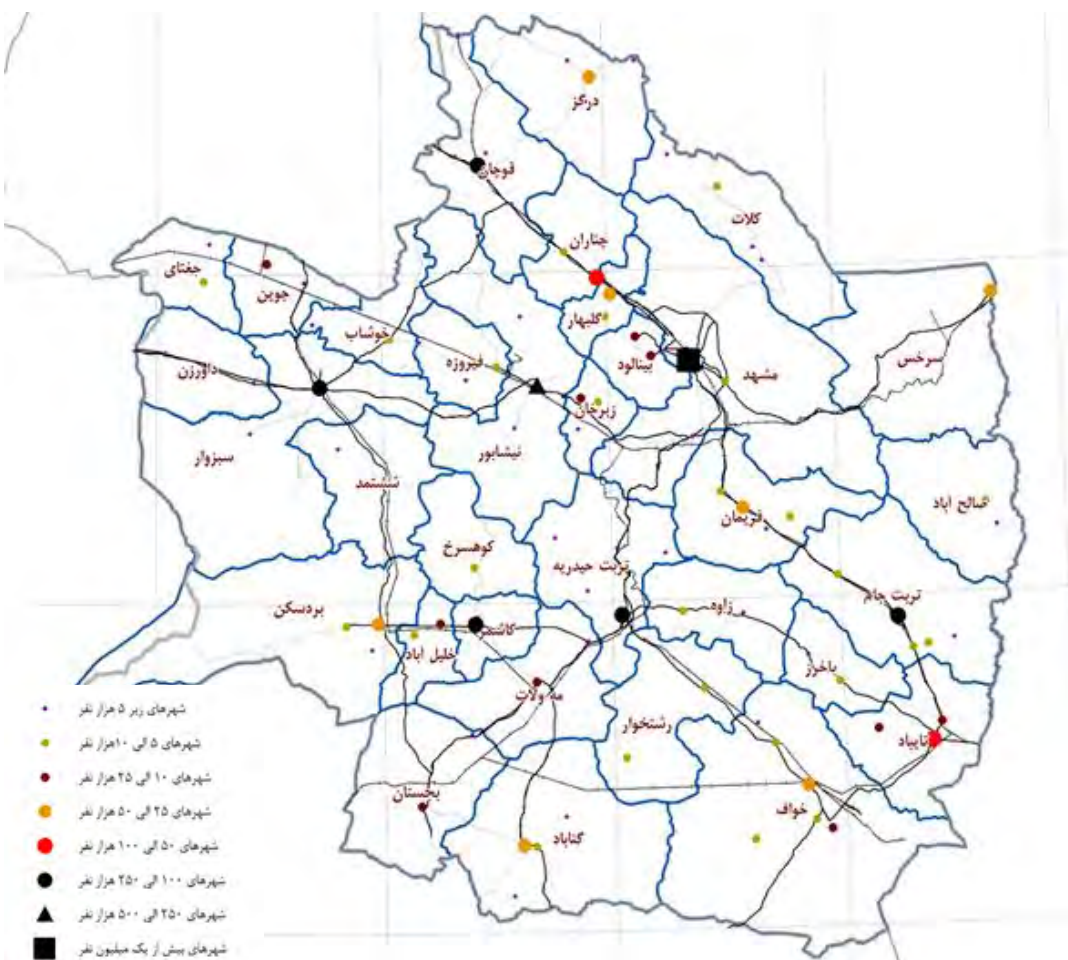 درگز
قوچان
کلات
چناران
جغتای
جوین
گلبهار
خوشاب
سرخس
فیروزه
بینالود
مشهد
داورزن
زبرخان
نیشابور
سبزوار
ششتمد
صالح آباد
فریمان
کوهسرخ
تربت حیدریه
تربت جام
بردسکن
زاوه
کاشمر
خلیل آباد
باخرز
مه ولات
رشتخوار
تایباد
بجستان
خواف
گناباد
شهرهای زیر ۵ هزار نفر
شهرهای ۵ الی ۱۰هزار نفر
شهرهای ۱۰ الی ۲۵ هزار نفر
شهرهای ۲۵ الی ۵۰ هزار نفر
شهرهای ۵۰ الی ۱۰۰ هزار نفر
شهرهای ۱۰۰ الی ۲۵۰ هزار نفر
شهرهای ۲۵۰ الی ۵۰۰ هزار نفر
شهرهای بیش از یک میلیون نفر